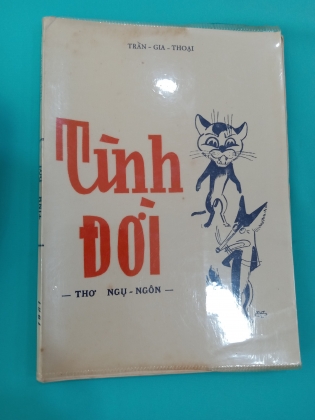 TRẦN - GIA - THOẠI
Tình
ĐỜI
— THƠ NGỤ - NGÔN —